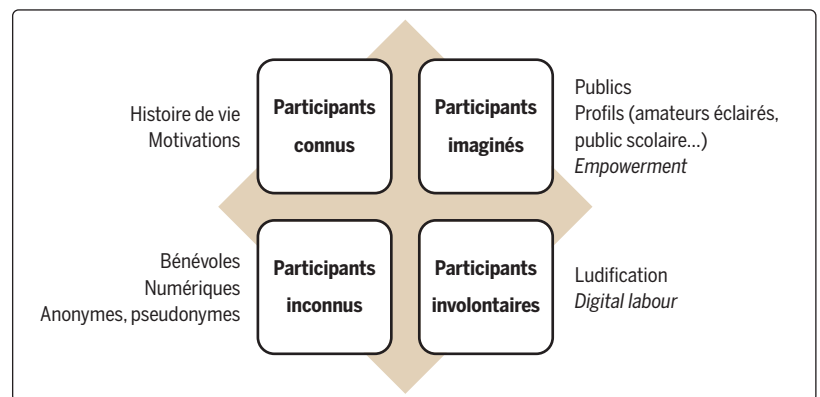 Histoire de vie
Motivations
Participants
connus
Participants
imaginés
Publics
Profils (amateurs éclairés,
public scolaire...)
Empowerment
Bénévoles
Numériques
Anonymes, pseudonymes
Participants
inconnus
Participants
involontaires
Ludification
Digital labour